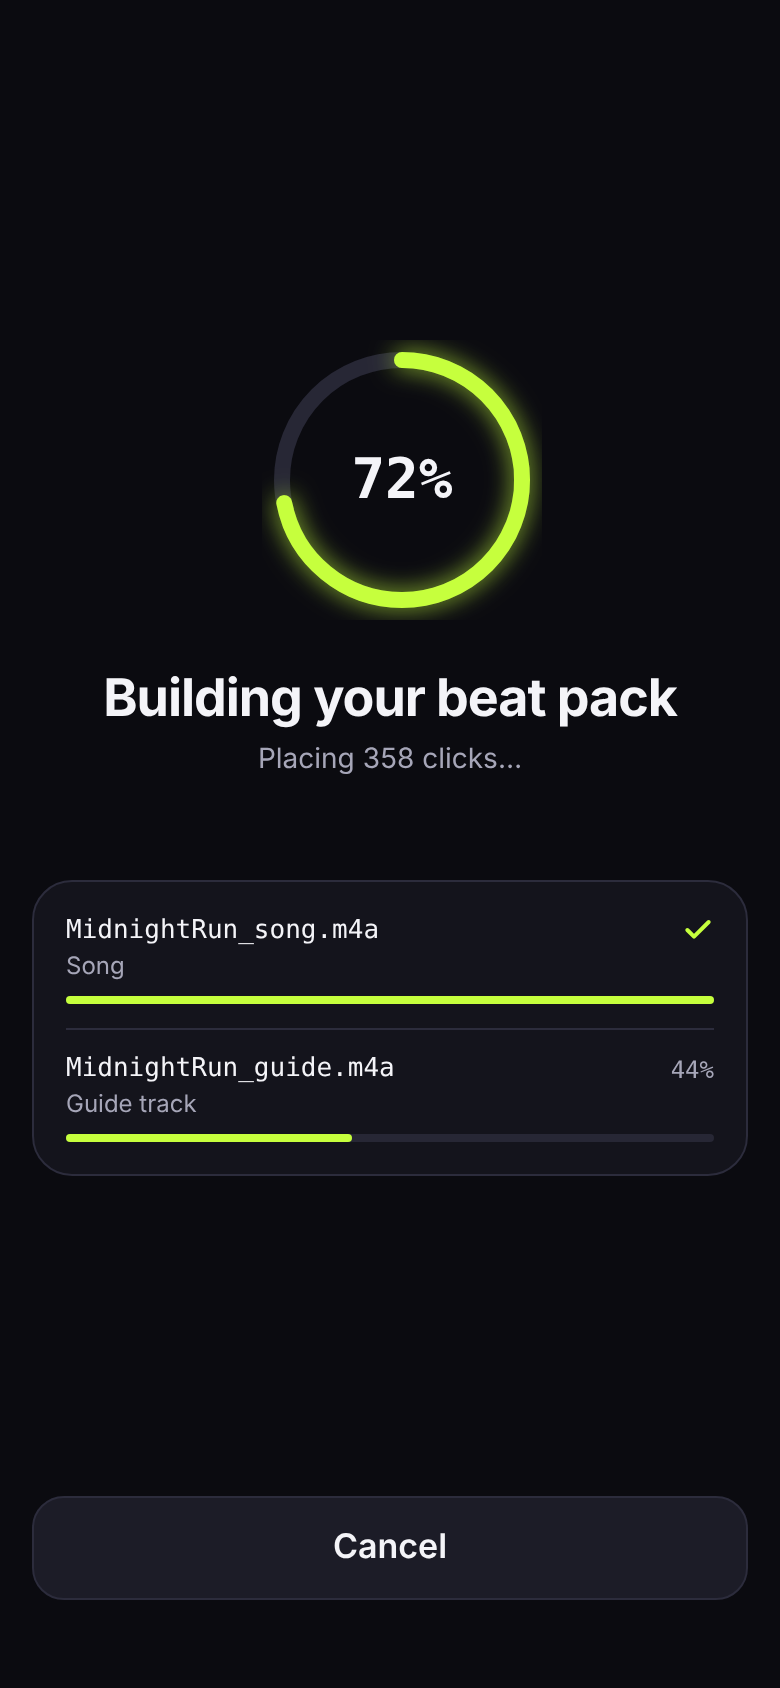 72%
Building your beat pack
Placing 358 clicks...
MidnightRun_song.m4a
Song
MidnightRun_guide.m4a
44%
Guide track
Cancel